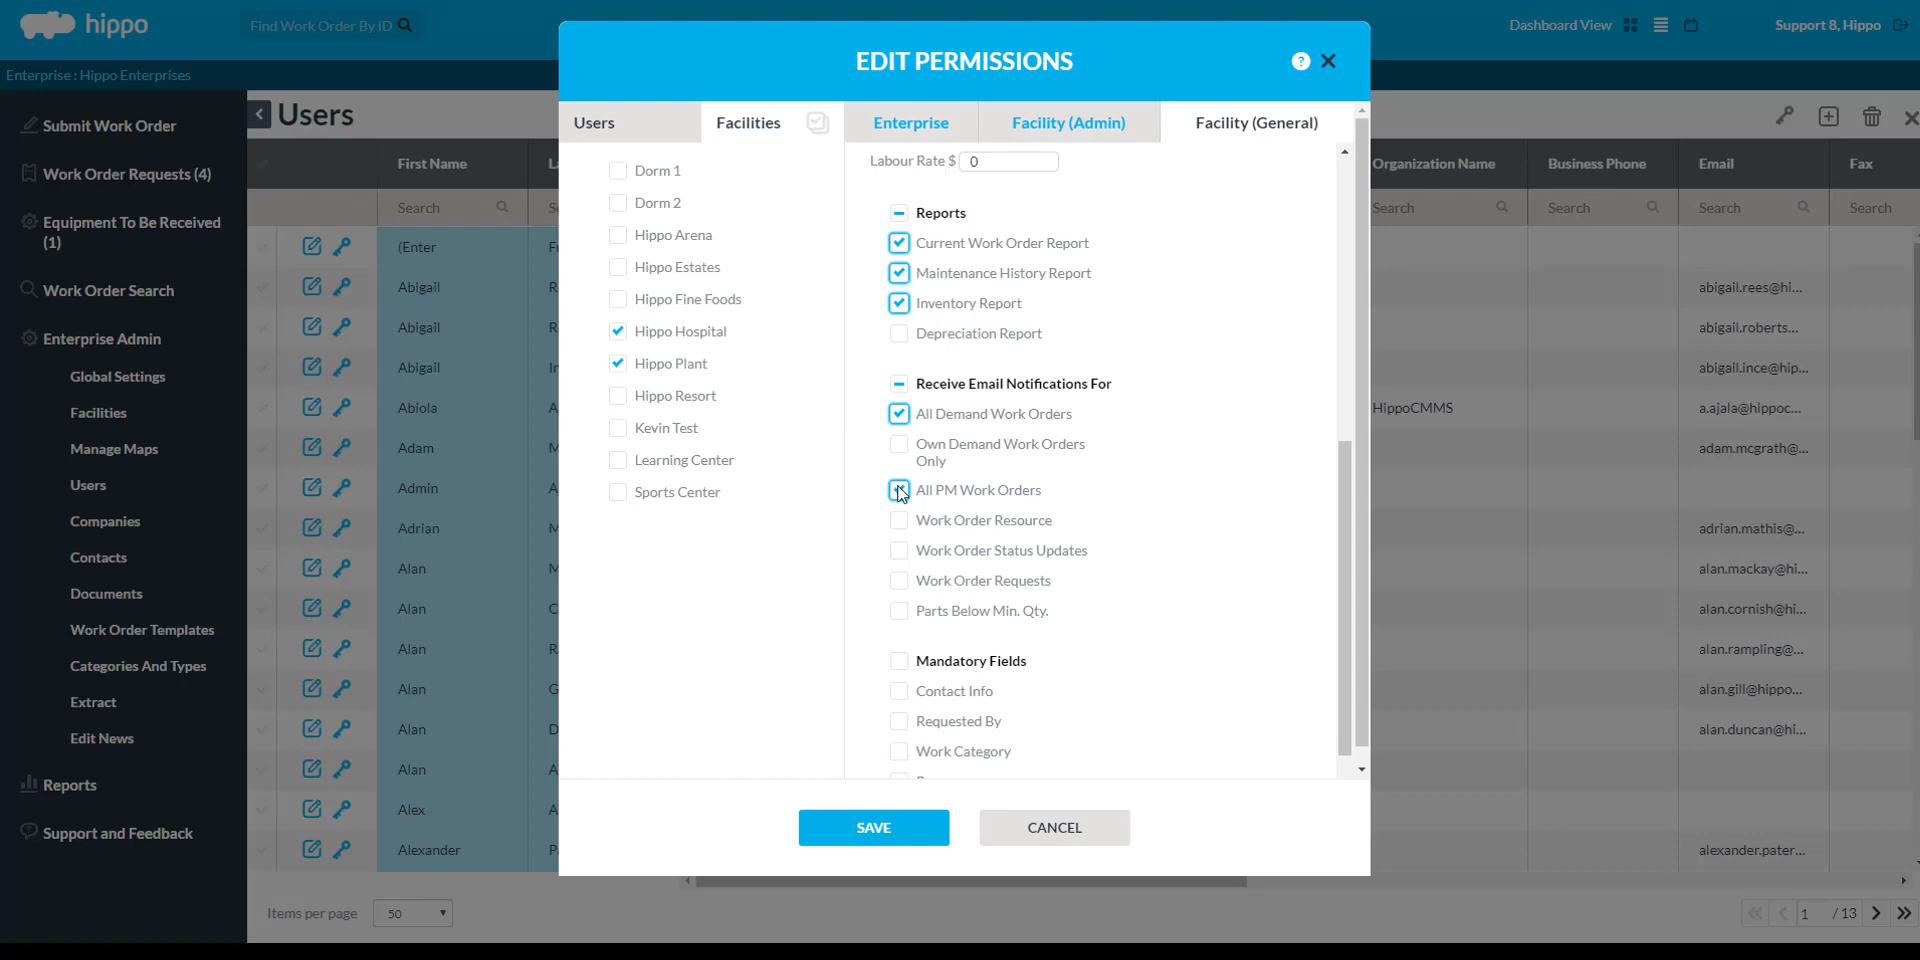 hippo
Find Work Order By ID
Dashboard View
Support 8, Hippo
Enterprise : Hippo Enterprises
Submit Work Order
Work Order Requests (4)
Equipment To Be Received
(1)
Work Order Search
Enterprise Admin
Global Settings
Facilities
Manage Maps
Users
Companies
Contacts
Documents
Work Order Templates
Categories And Types
Extract
Edit News
Reports
Support and Feedback
Users
First Name
Search
(Enter
Abigail
Abigail
Abigail
Abiola
Adam
Admin
Adrian
Alan
Alan
Alan
Alan
Alan
Alan
Alex
Alexander
EDIT PERMISSIONS
?
Users
Facilities
Enterprise
Facility (Admin)
Facility (General)
Dorm 1
Dorm 2
Hippo Arena
Hippo Estates
Hippo Fine Foods
Hippo Hospital
Hippo Plant
Hippo Resort
Kevin Test
Learning Center
Sports Center
Labour Rate $ 0
Reports
Current Work Order Report
Maintenance History Report
Inventory Report
Depreciation Report
Receive Email Notifications For
All Demand Work Orders
Own Demand Work Orders
Only
All PM Work Orders
Work Order Resource
Work Order Status Updates
Work Order Requests
Parts Below Min. Qty.
Mandatory Fields
Contact Info
Requested By
Work Category
SAVE
CANCEL
Organization Name
Business Phone
Email
Fax
Search
Search
Search
Search
abigail.rees@hi...
abigail.roberts...
abigail.ince@hip...
HippoCMMS
a.ajala@hippoc...
adam.mcgrath@...
adrian.mathis@...
alan.mackay@hi...
alan.cornish@hi...
alan.rampling@...
alan.gill@hippo...
alan.duncan@hi...
alexander.pater...
Items per page
50
1 / 13